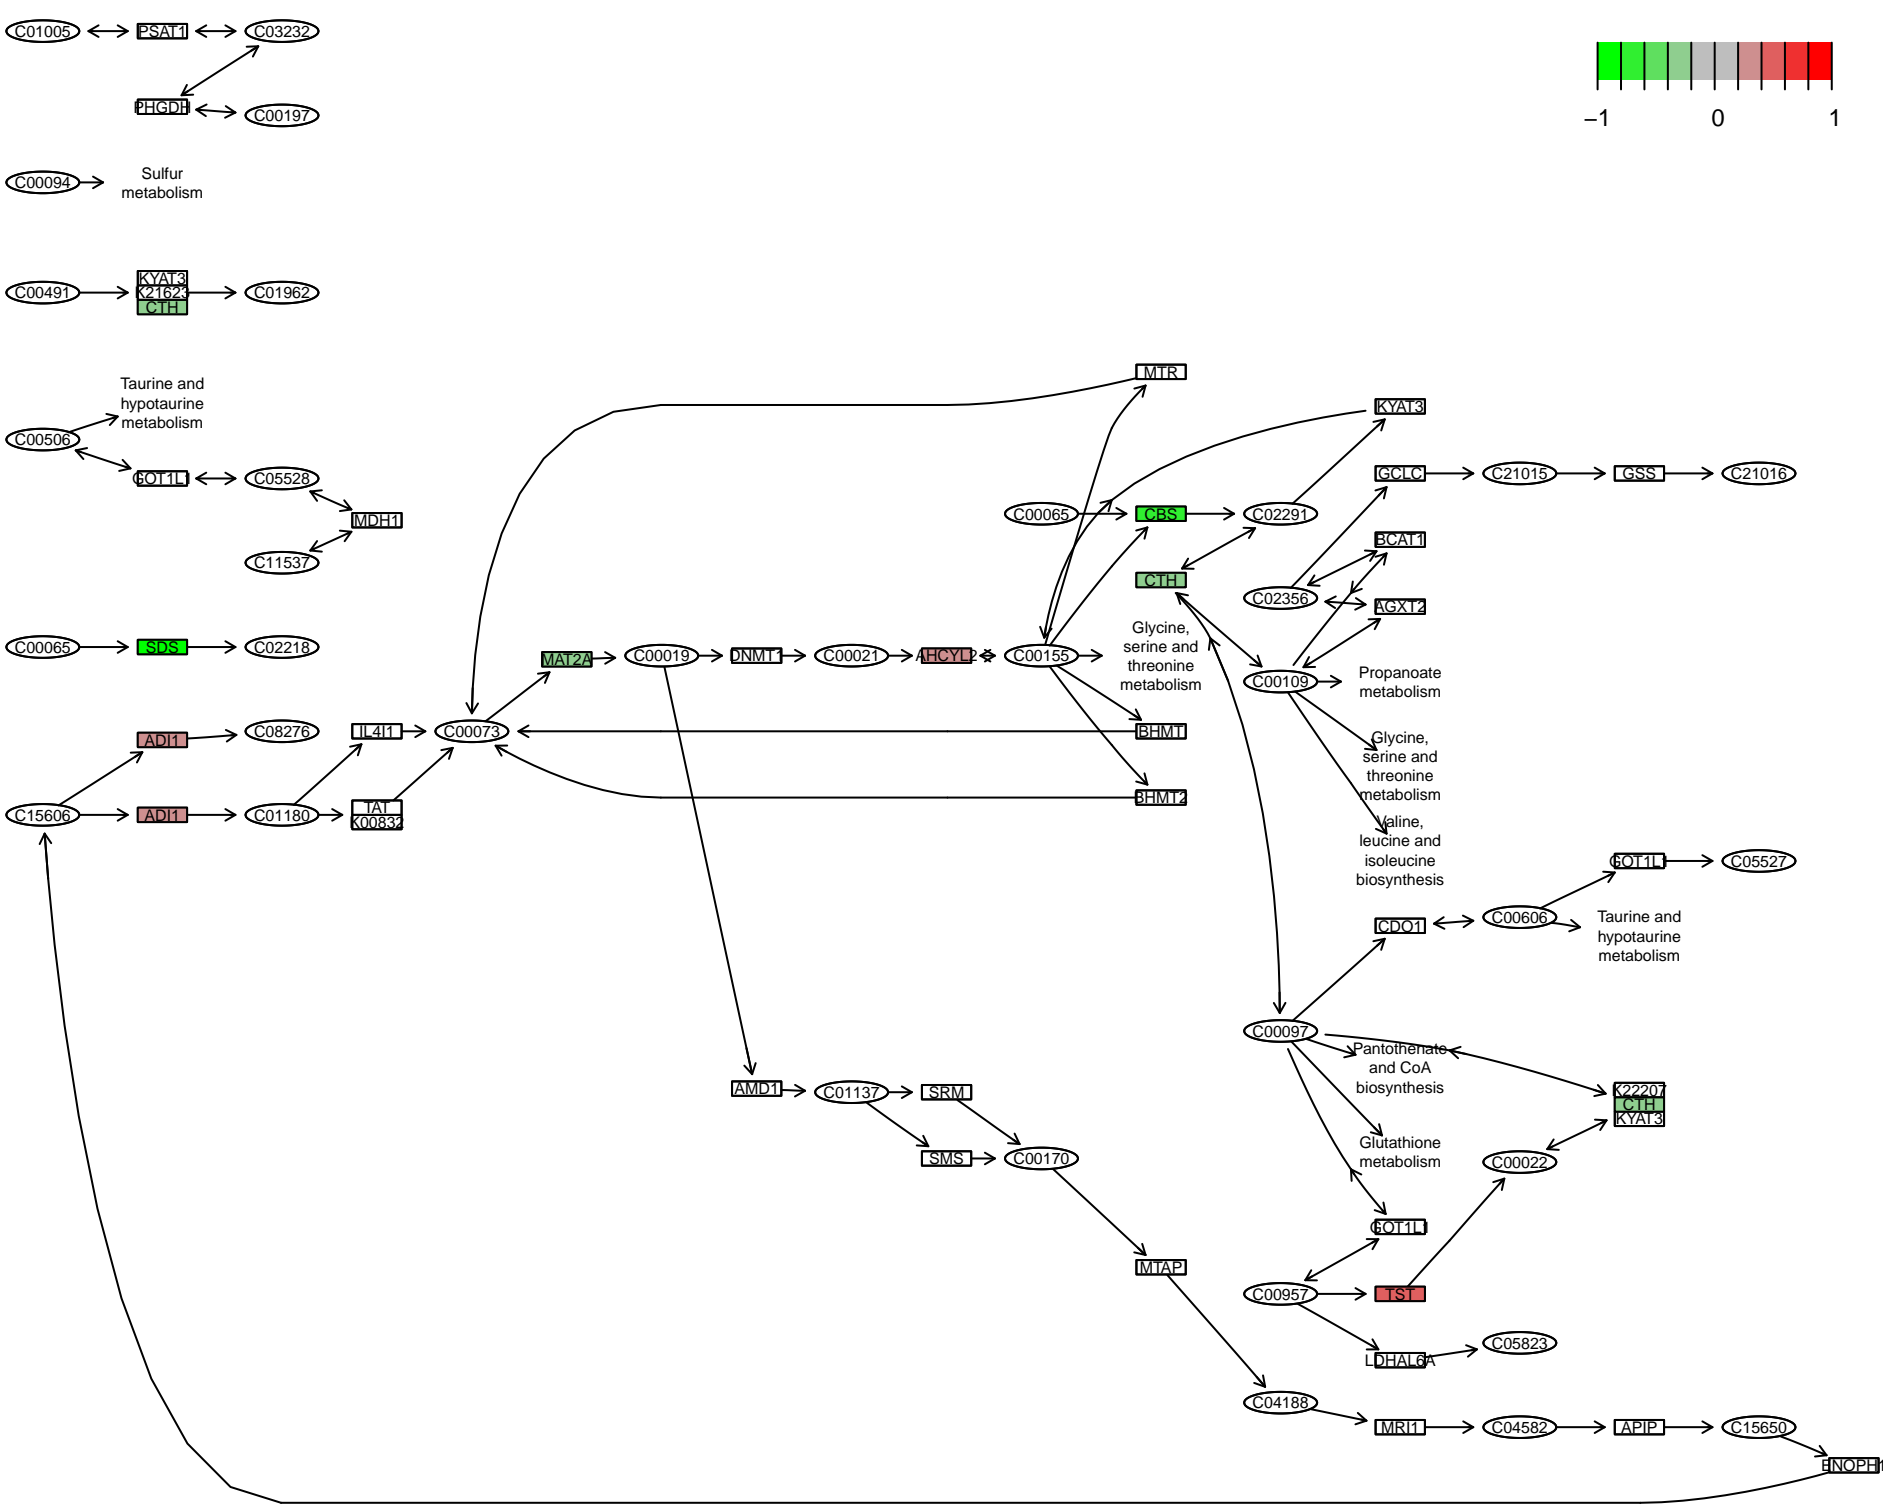 C01005
PSAT1
C03232
PHGDH
C00197
−1
0
1
C00094
Sulfur
metabolism
C00491
KYAT3
K21623
CTH
C01962
Taurine and
hypotaurine
metabolism
C00506
GOT1L1
C05528
MDH1
C11537
MTR
KYAT3
GCLC
C21015
GSS
C21016
C00065
CBS
C02291
BCAT1
CTH
C02356
AGXT2
C00065
SDS
C02218
MAT2A
C00019
DNMT1
C00021
AHCYL2
C00155
Glycine,
serine and
threonine
metabolism
C00109
Propanoate
metabolism
ADI1
C08276
IL4I1
C00073
BHMT
Glycine,
serine and
threonine
metabolism
BHMT2
C15606
ADI1
C01180
TAT
K00832
Valine,
leucine and
isoleucine
biosynthesis
GOT1L1
C05527
CDO1
C00606
Taurine and
hypotaurine
metabolism
C00097
Pantothenate
and CoA
biosynthesis
K22207
CTH
KYAT3
AMD1
C01137
SRM
SMS
C00170
Glutathione
metabolism
C00022
GOT1L1
MTAP
C00957
TST
C05823
LDHAL6A
C04188
MRI1
C04582
APIP
C15650
ENOPH1